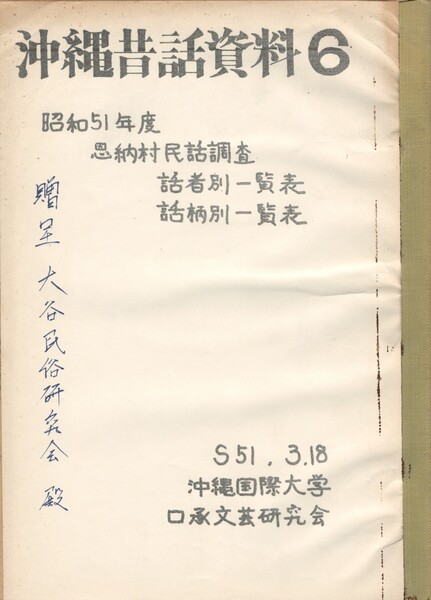 沖縄昔話資料6
昭和51年度
恩納村民話調査
話者別一覧表
話柄別一覧表
贈呈 大谷民俗研究会 殿
S51.3.18
沖縄国際大学
口承文芸研究会